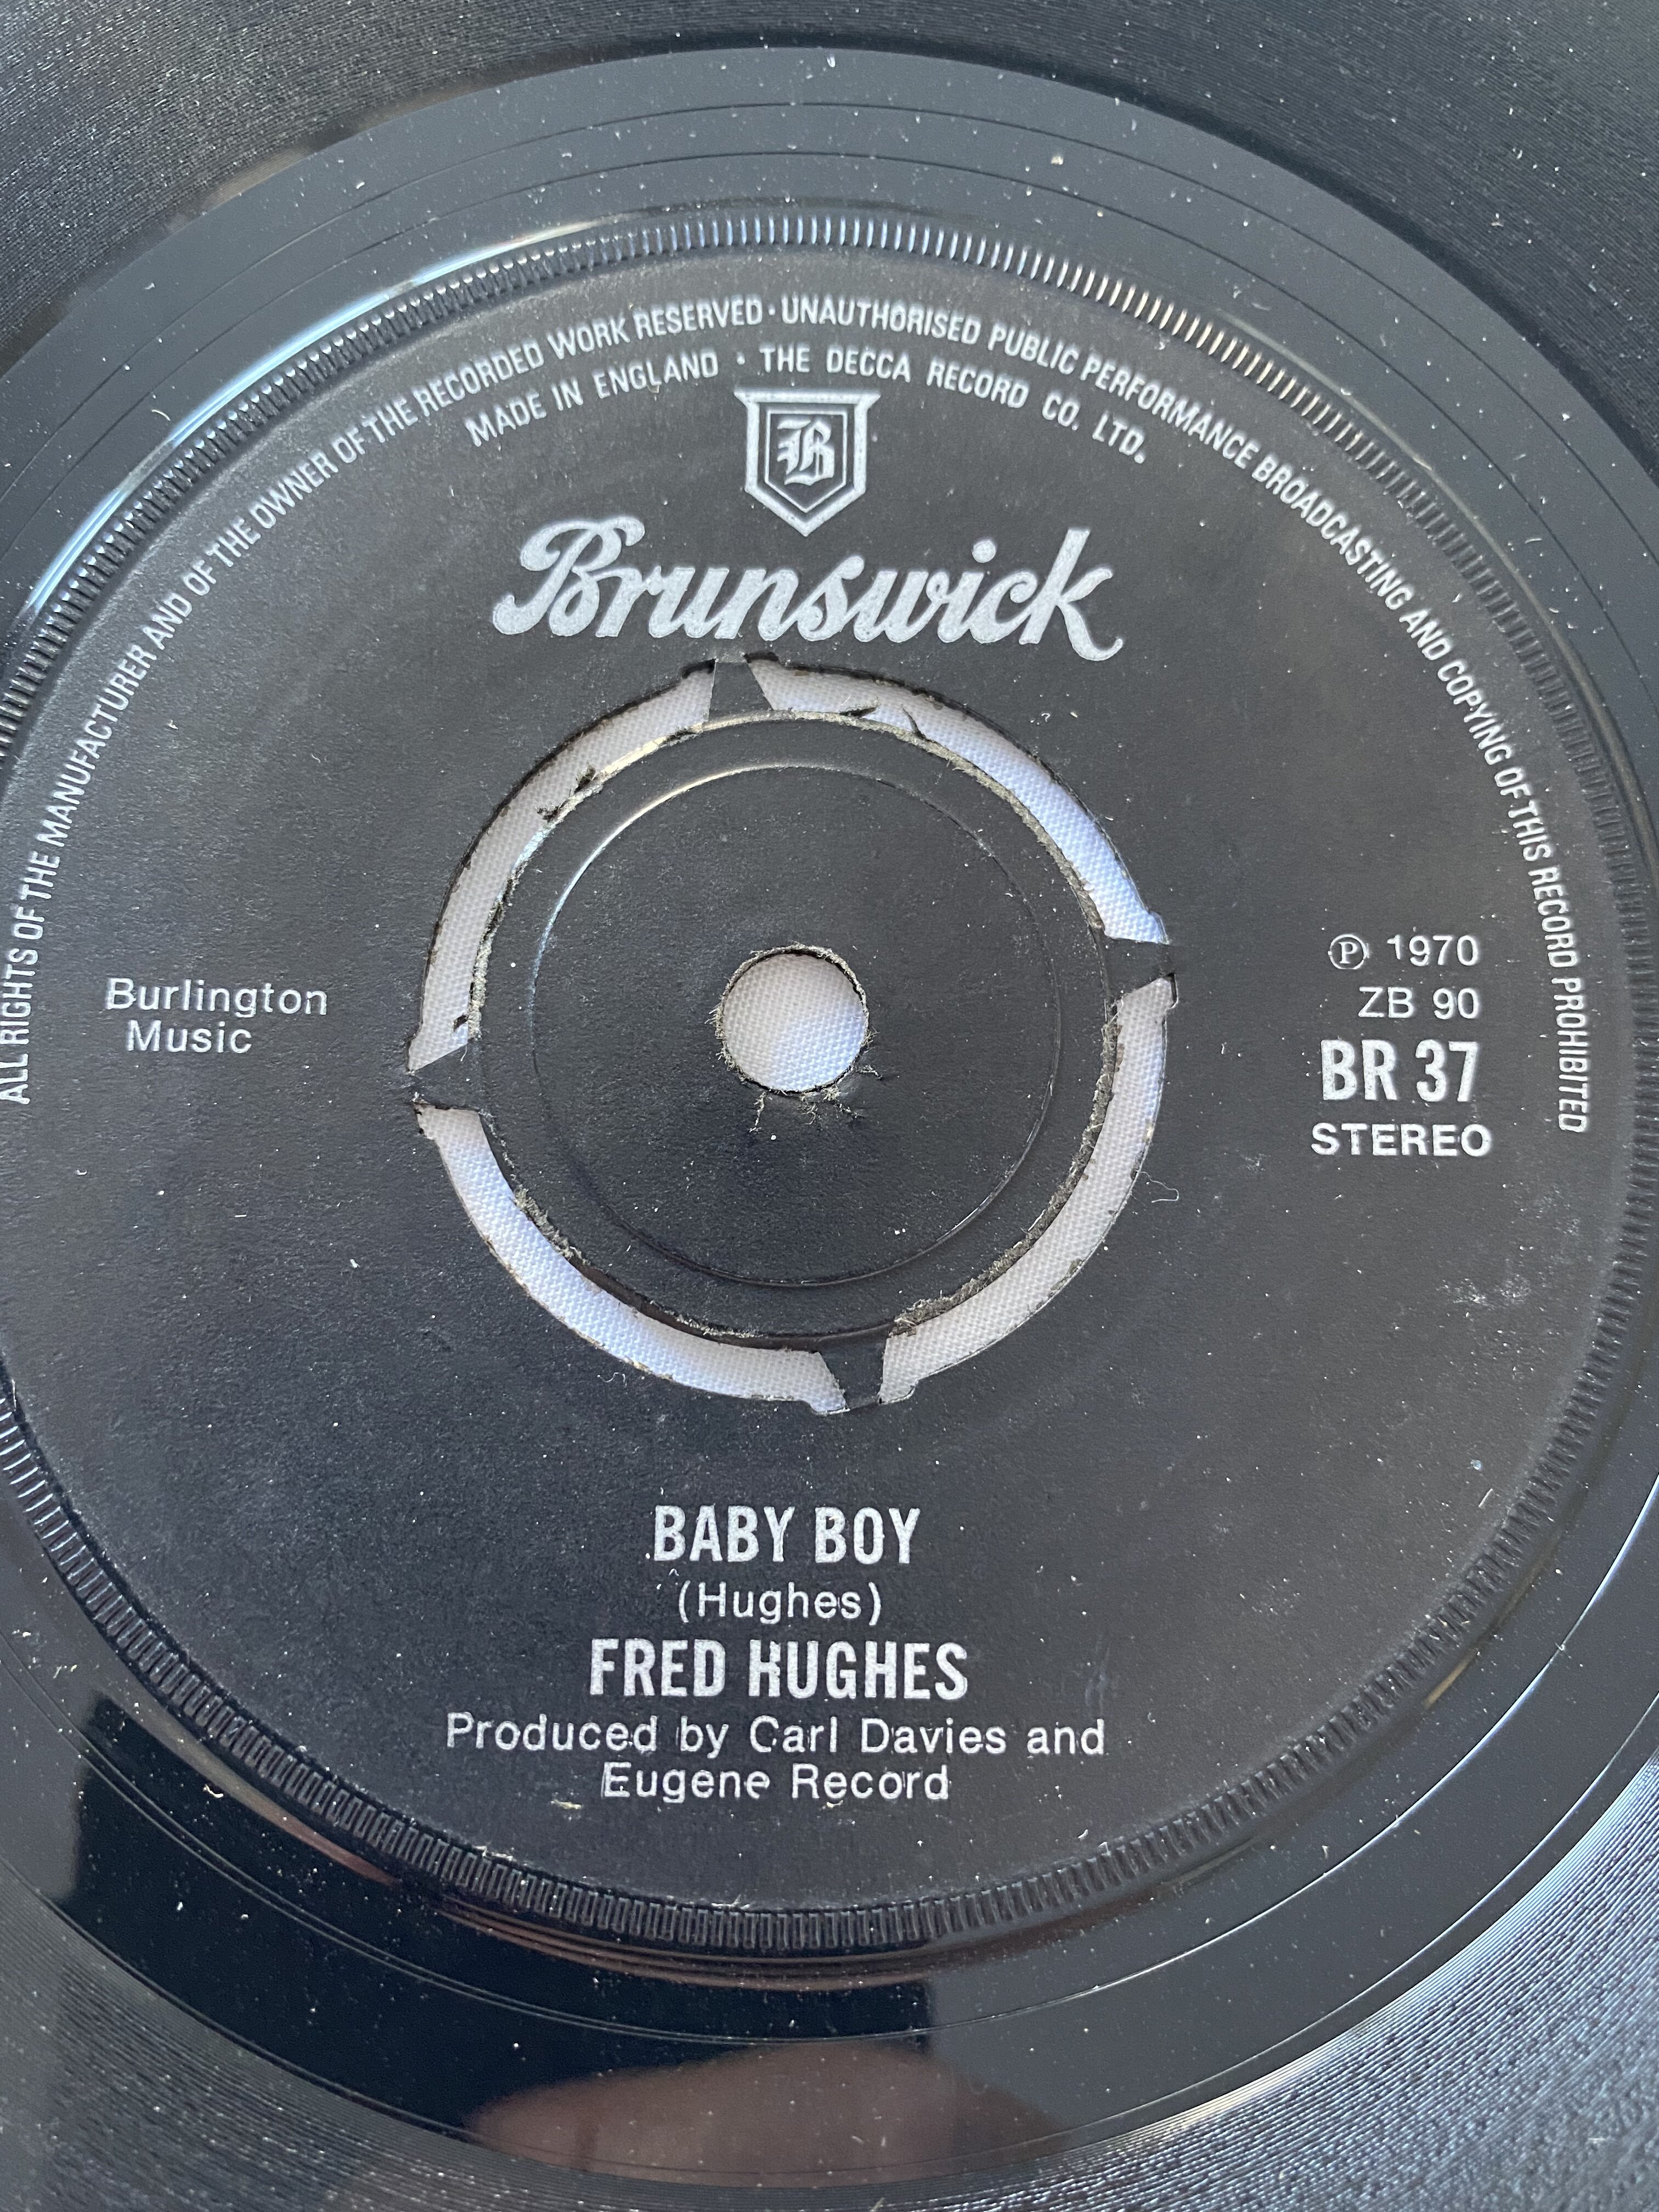 ALL RIGHTS OF THE MANUFACTURER AND OF THE OWNER OF THE RECORDED WORK RESERVED · UNAUTHORISED PUBLIC PERFORMANCE BROADCASTING AND COPYING OF THIS RECORD PROHIBITED
MADE IN ENGLAND · THE DECCA RECORD CO. LTD.
B
Brunswick
Burlington
Music
℗ 1970
ZB 90
BR 37
STEREO
BABY BOY
(Hughes)
FRED HUGHES
Produced by Carl Davies and
Eugene Record